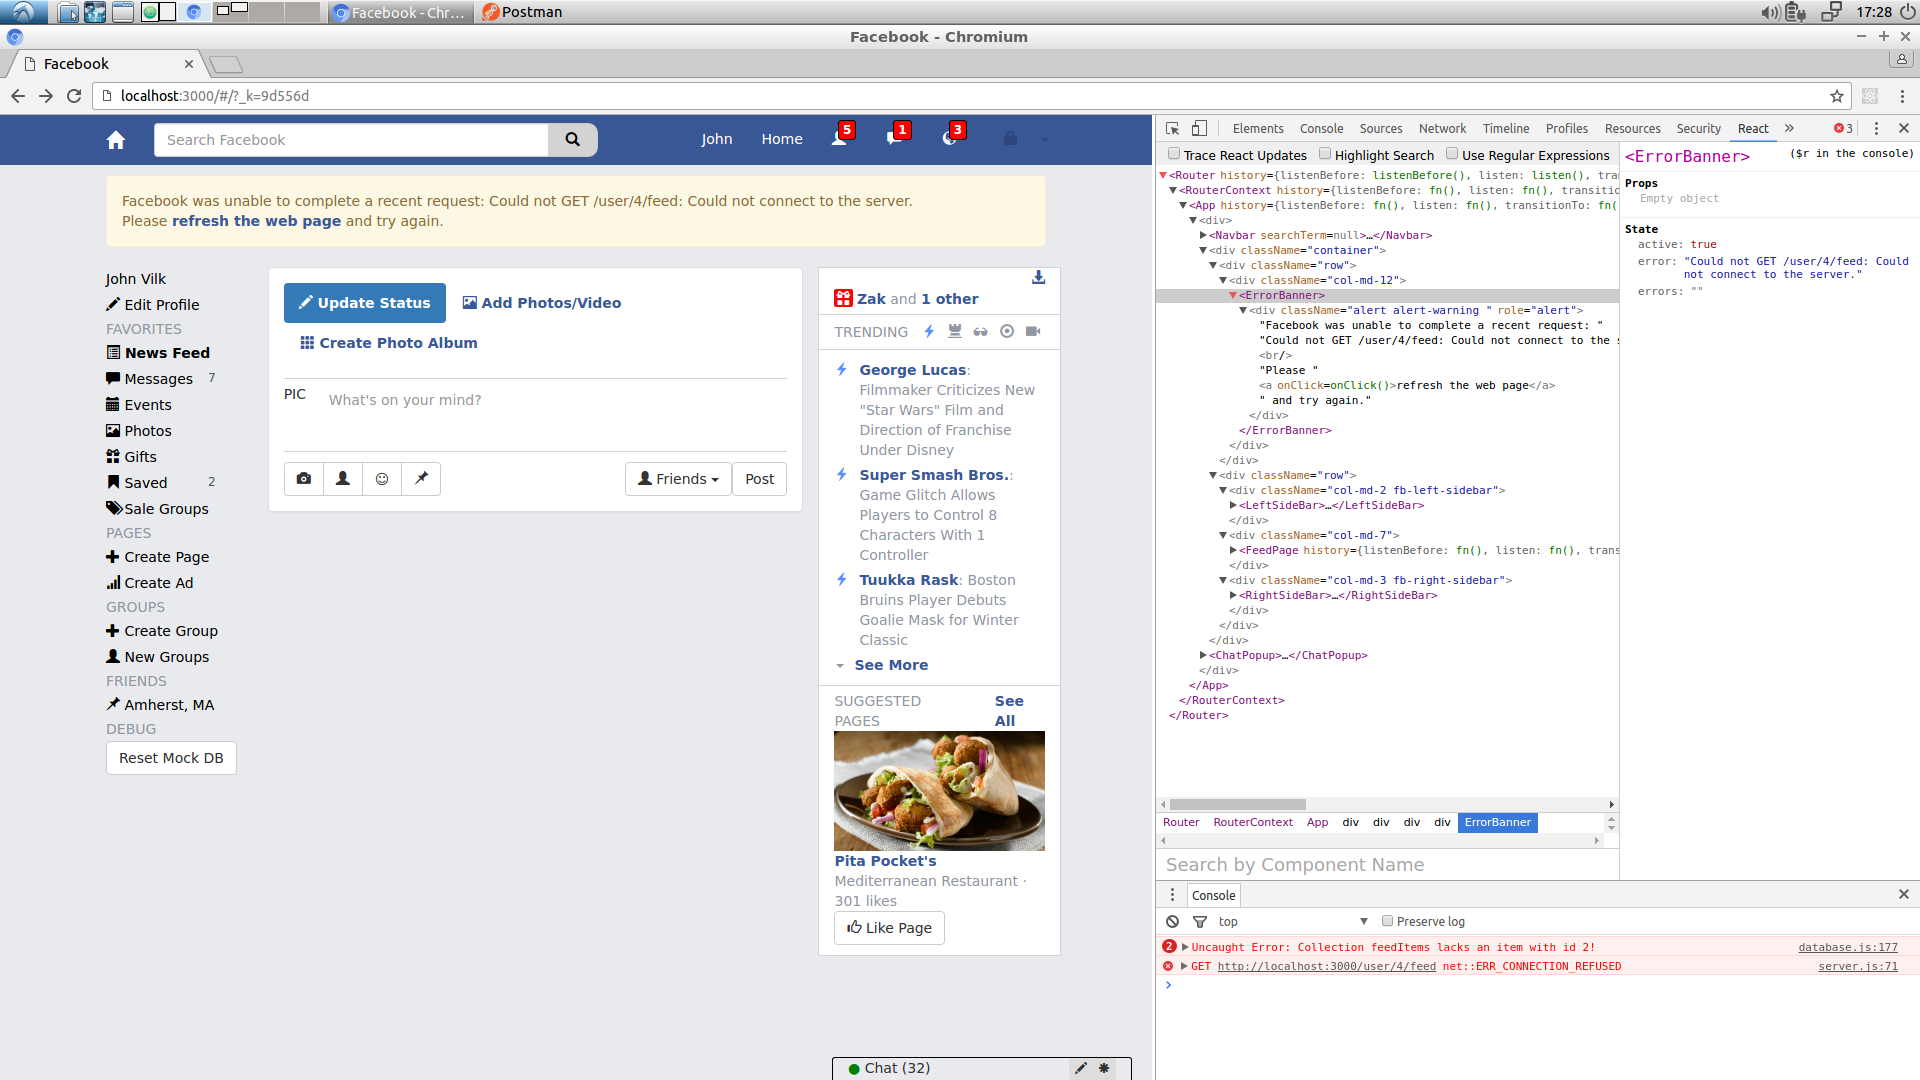 Facebook - Chr...
Postman
17:28
Facebook - Chromium
Facebook
localhost:3000/#/?_k=9d556d
Search Facebook
John
Home
5
1
3
Facebook was unable to complete a recent request: Could not GET /user/4/feed: Could not connect to the server.
Please refresh the web page and try again.
John Vilk
Edit Profile
FAVORITES
News Feed
Messages 7
Events
Photos
Gifts
Saved 2
Sale Groups
PAGES
Create Page
Create Ad
GROUPS
Create Group
New Groups
FRIENDS
Amherst, MA
DEBUG
Reset Mock DB
Update Status
Add Photos/Video
Create Photo Album
PIC
What's on your mind?
Friends
Post
Zak and 1 other
TRENDING
George Lucas:
Filmmaker Criticizes New
"Star Wars" Film and
Direction of Franchise
Under Disney
Super Smash Bros.:
Game Glitch Allows
Players to Control 8
Characters With 1
Controller
Tuukka Rask: Boston
Bruins Player Debuts
Goalie Mask for Winter
Classic
See More
SUGGESTED
PAGES
See
All
Pita Pocket's
Mediterranean Restaurant ·
301 likes
Like Page
Chat (32)
Elements Console Sources Network Timeline Profiles Resources Security React » 3
Trace React Updates Highlight Search Use Regular Expressions
<Router history={listenBefore: listenBefore(), listen: listen(), tra
<RouterContext history={listenBefore: fn(), listen: fn(), transitio
<App history={listenBefore: fn(), listen: fn(), transitionTo: fn(
<div>
<Navbar searchTerm=null>…</Navbar>
<div className="container">
<div className="row">
<div className="col-md-12">
<ErrorBanner>
<div className="alert alert-warning " role="alert">
"Facebook was unable to complete a recent request: "
"Could not GET /user/4/feed: Could not connect to the s
<br/>
"Please "
<a onClick=onClick()>refresh the web page</a>
" and try again."
</div>
</ErrorBanner>
</div>
</div>
<div className="row">
<div className="col-md-2 fb-left-sidebar">
<LeftSideBar>…</LeftSideBar>
</div>
<div className="col-md-7">
<FeedPage history={listenBefore: fn(), listen: fn(), trans
</div>
<div className="col-md-3 fb-right-sidebar">
<RightSideBar>…</RightSideBar>
</div>
</div>
</div>
<ChatPopup>…</ChatPopup>
</div>
</App>
</RouterContext>
</Router>
Router RouterContext App div div div div ErrorBanner
Search by Component Name
<ErrorBanner> ($r in the console)
Props
Empty object
State
active: true
error: "Could not GET /user/4/feed: Could
not connect to the server."
errors: ""
Console
top
Preserve log
2 Uncaught Error: Collection feedItems lacks an item with id 2! database.js:177
GET http://localhost:3000/user/4/feed net::ERR_CONNECTION_REFUSED server.js:71